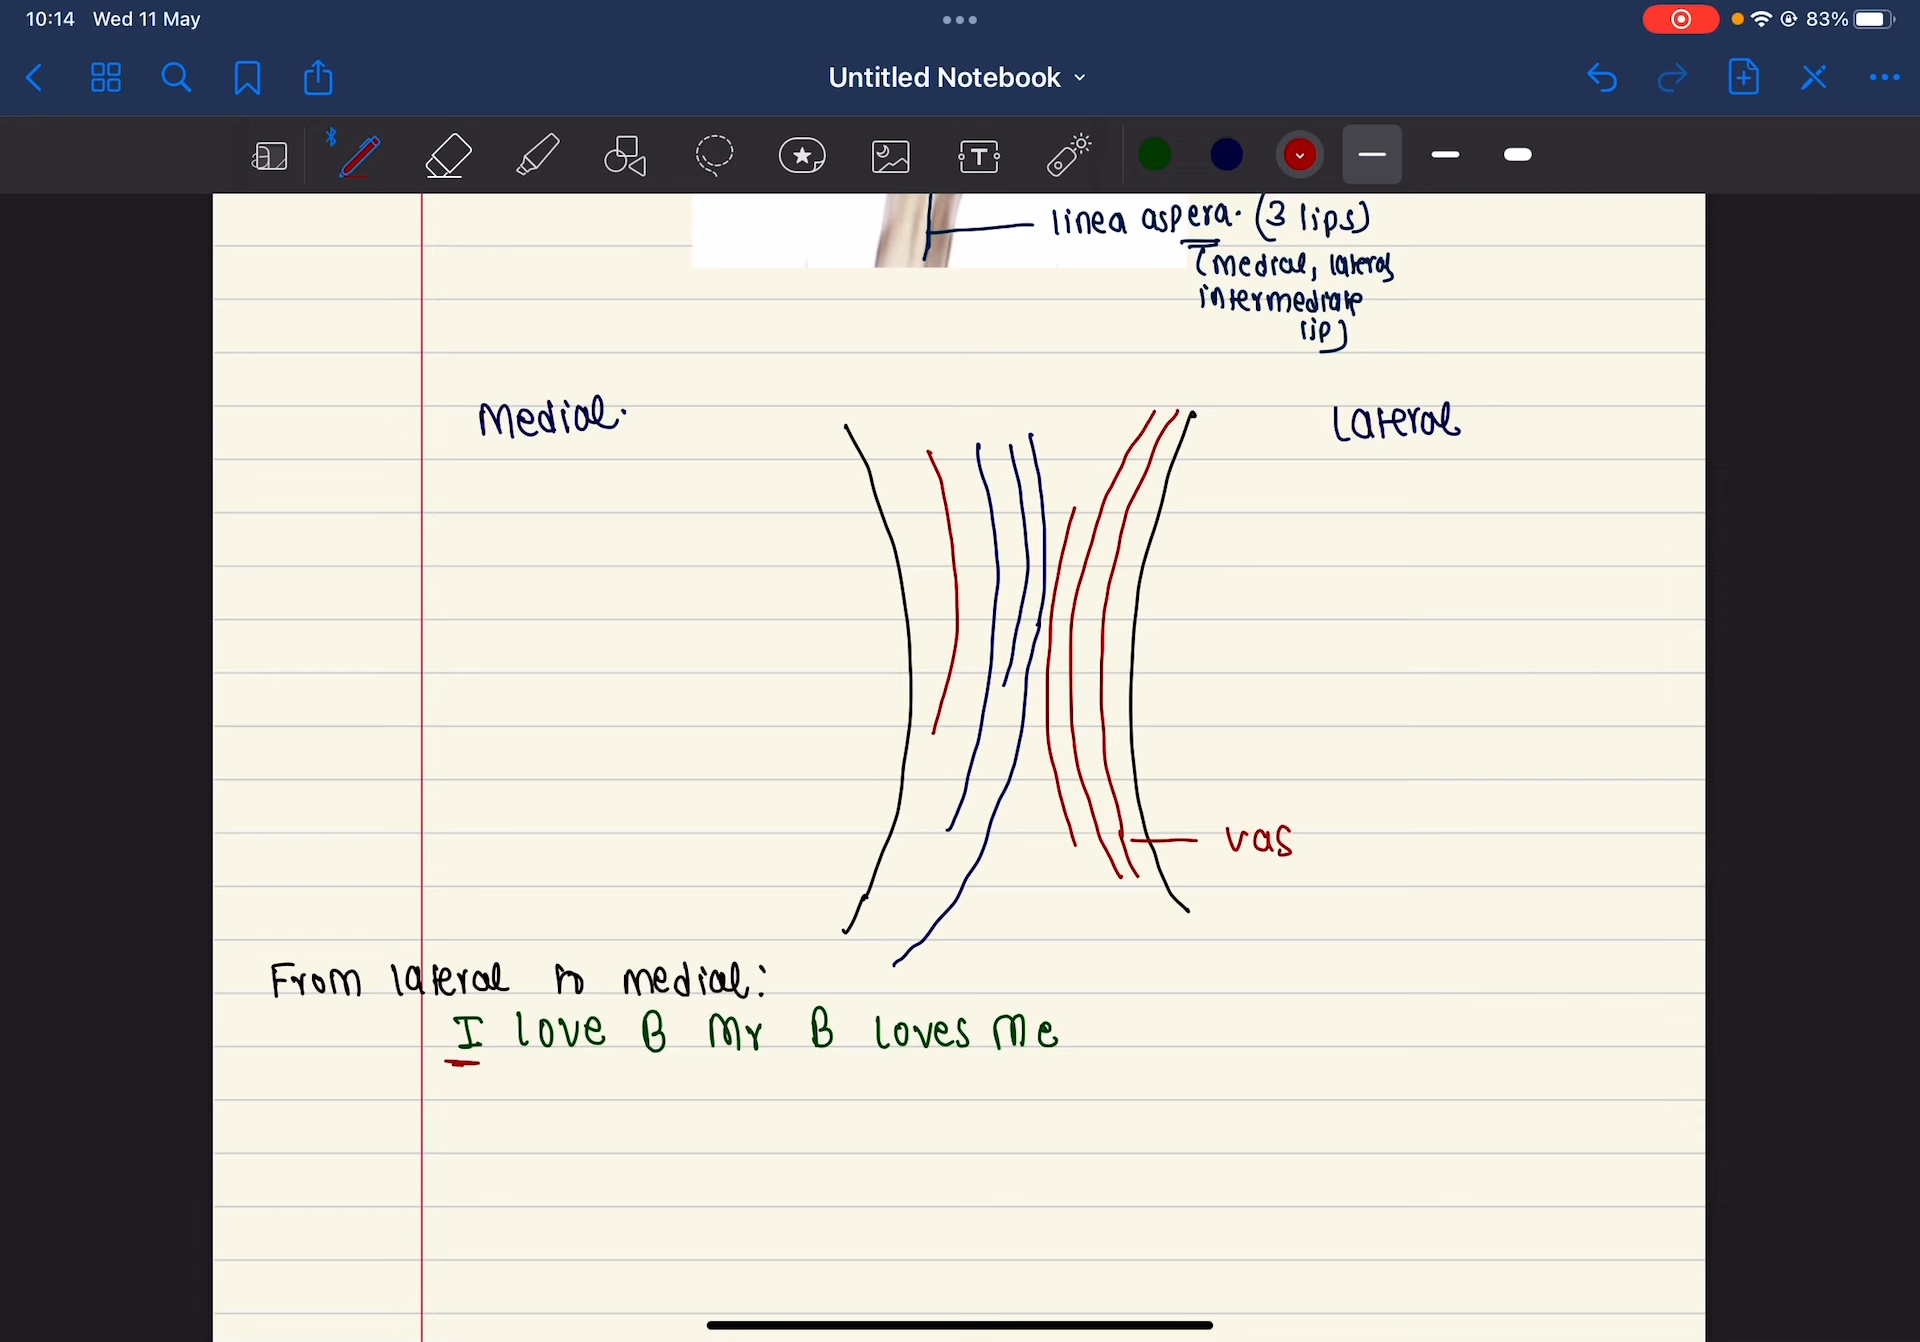 10:14 Wed 11 May
83%
Untitled Notebook
T
linea aspera. (3 lips)
(medial, lateral
intermediate
lip)
Medial.
Lateral
vas
From lateral to medial:
I love B Mr B loves Me